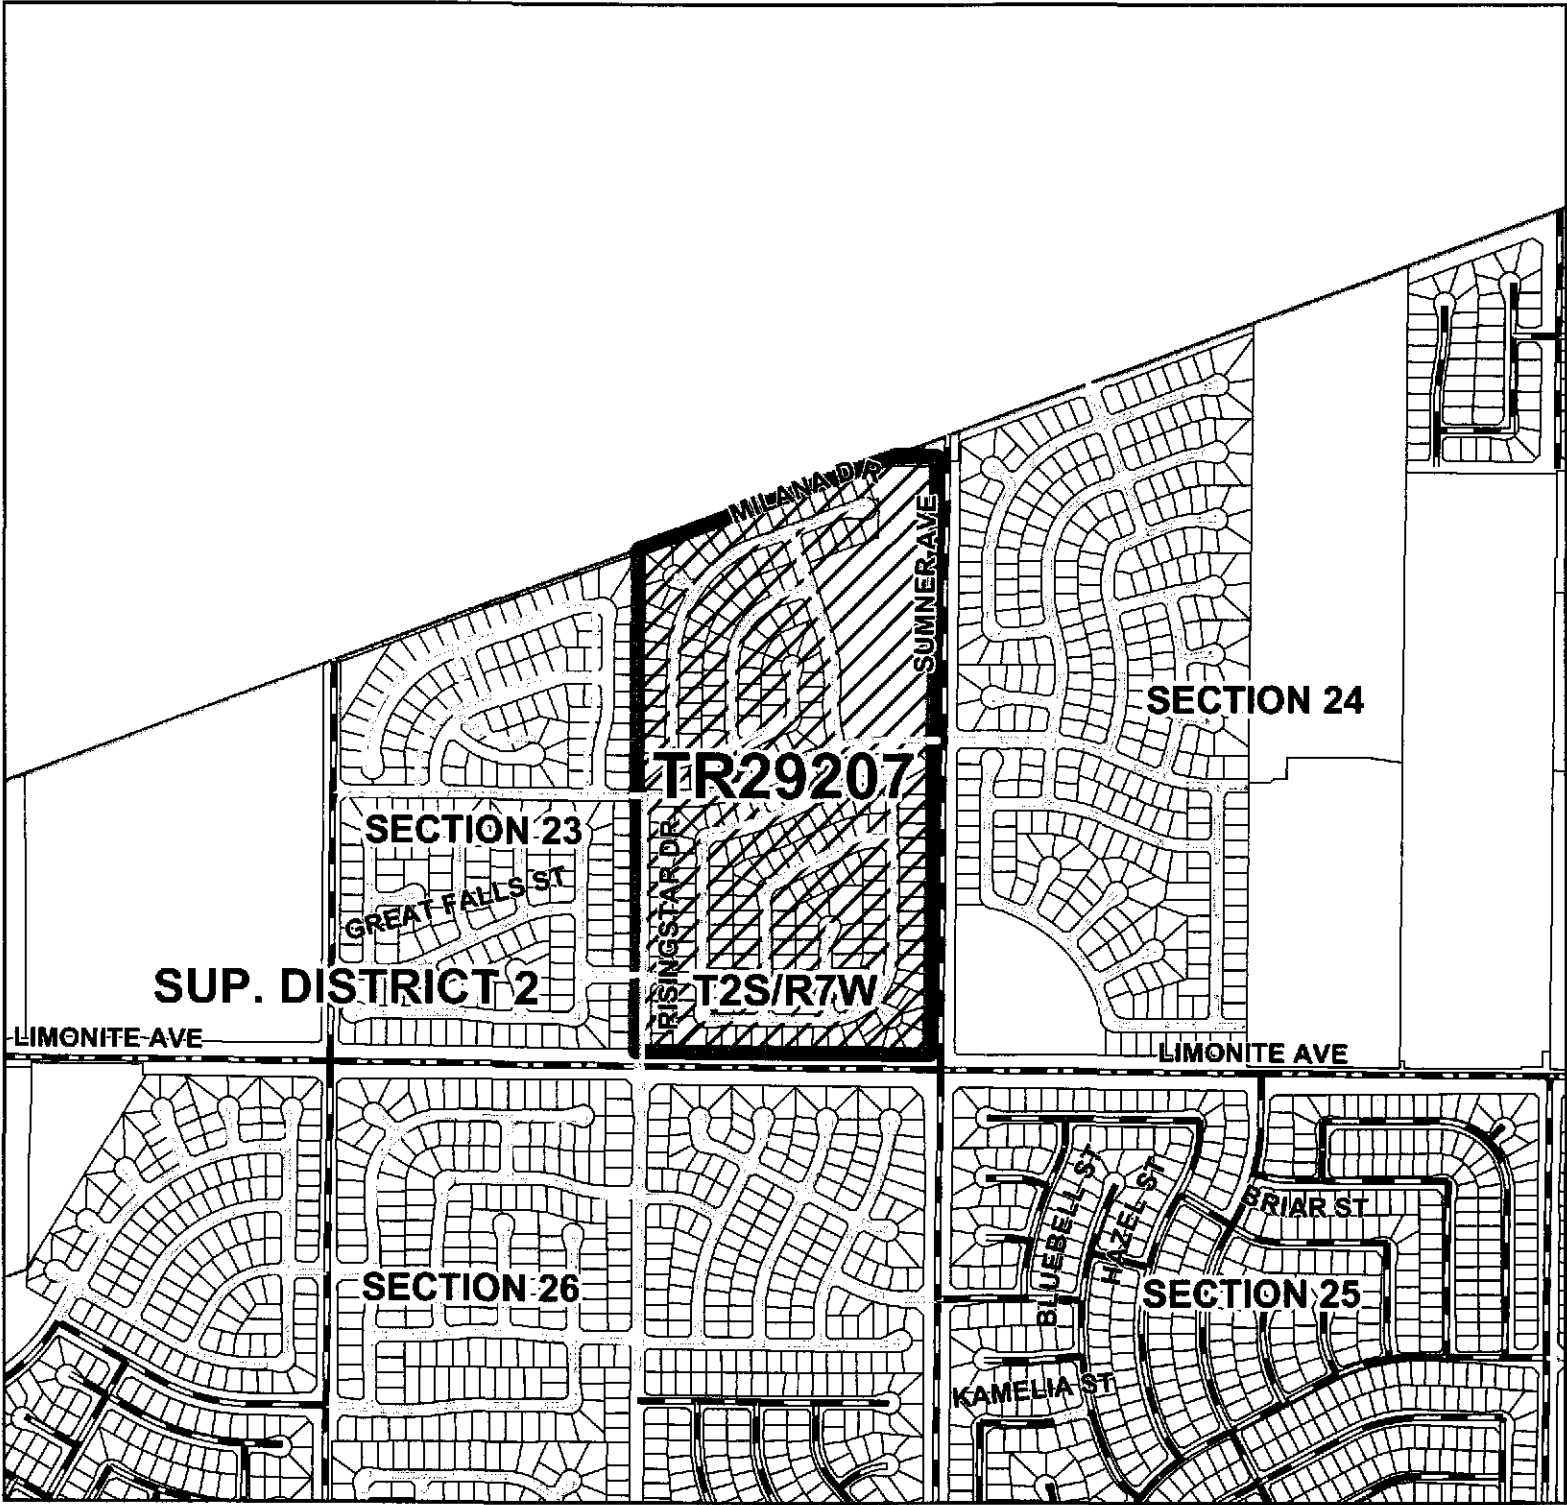 MILANA DR
SUMNER AVE
SECTION 24
TR29207
SECTION 23
RISINGSTAR DR
GREAT FALLS ST
SUP. DISTRICT 2
T2S/R7W
LIMONITE AVE
LIMONITE AVE
BLUEBELL ST
HAZEL ST
BRIAR ST
SECTION 26
SECTION 25
KAMELIA ST